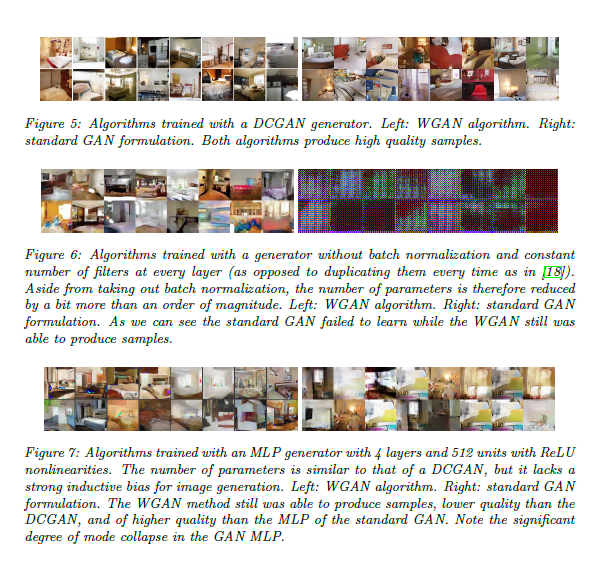 Figure 5: Algorithms trained with a DCGAN generator. Left: WGAN algorithm. Right:
standard GAN formulation. Both algorithms produce high quality samples.
Figure 6: Algorithms trained with a generator without batch normalization and constant
number of filters at every layer (as opposed to duplicating them every time as in [18]).
Aside from taking out batch normalization, the number of parameters is therefore reduced
by a bit more than an order of magnitude. Left: WGAN algorithm. Right: standard GAN
formulation. As we can see the standard GAN failed to learn while the WGAN still was
able to produce samples.
Figure 7: Algorithms trained with an MLP generator with 4 layers and 512 units with ReLU
nonlinearities. The number of parameters is similar to that of a DCGAN, but it lacks a
strong inductive bias for image generation. Left: WGAN algorithm. Right: standard GAN
formulation. The WGAN method still was able to produce samples, lower quality than the
DCGAN, and of higher quality than the MLP of the standard GAN. Note the significant
degree of mode collapse in the GAN MLP.